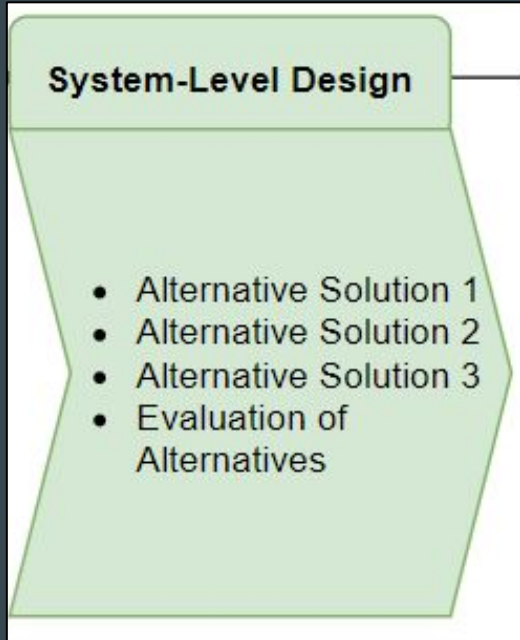 System-Level Design
• Alternative Solution 1
• Alternative Solution 2
• Alternative Solution 3
• Evaluation of
Alternatives